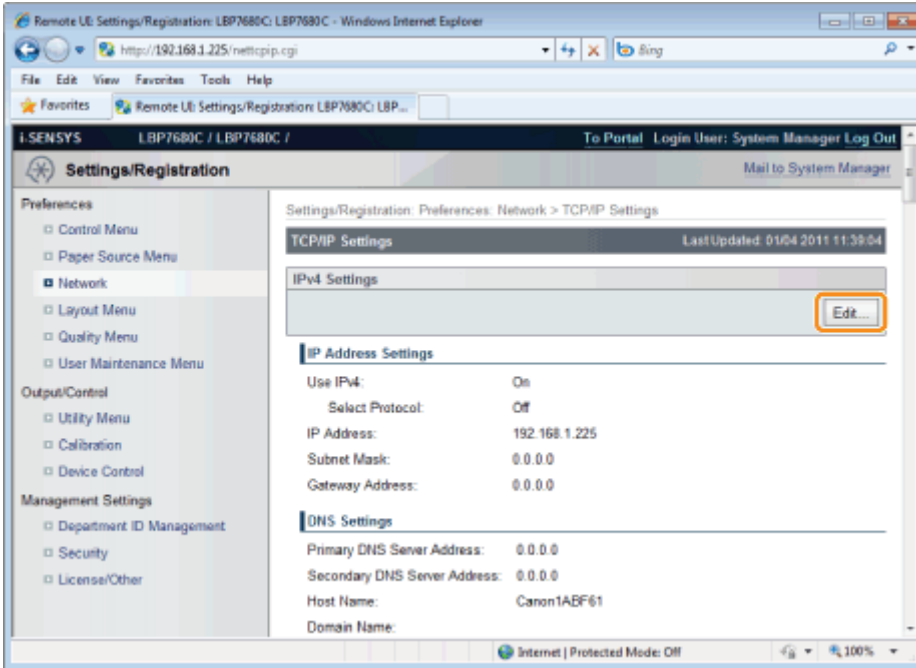 Remote UI: Settings/Registration: LBP7680C: LBP7680C - Windows Internet Explorer
http://192.168.1.225/nettcpip.cgi
Bing
File Edit View Favorites Tools Help
Favorites
Remote UI: Settings/Registration: LBP7680C: LBP...
i-SENSYS LBP7680C / LBP7680C /
To Portal Login User: System Manager Log Out
Settings/Registration
Mail to System Manager
Preferences
Control Menu
Paper Source Menu
Network
Layout Menu
Quality Menu
User Maintenance Menu
Output/Control
Utility Menu
Calibration
Device Control
Management Settings
Department ID Management
Security
License/Other
Settings/Registration: Preferences: Network > TCP/IP Settings
TCP/IP Settings
Last Updated: 01/04 2011 11:39:04
IPv4 Settings
Edit...
IP Address Settings
Use IPv4: On
Select Protocol: Off
IP Address: 192.168.1.225
Subnet Mask: 0.0.0.0
Gateway Address: 0.0.0.0
DNS Settings
Primary DNS Server Address: 0.0.0.0
Secondary DNS Server Address: 0.0.0.0
Host Name: Canon1ABF61
Domain Name:
Internet | Protected Mode: Off
100%